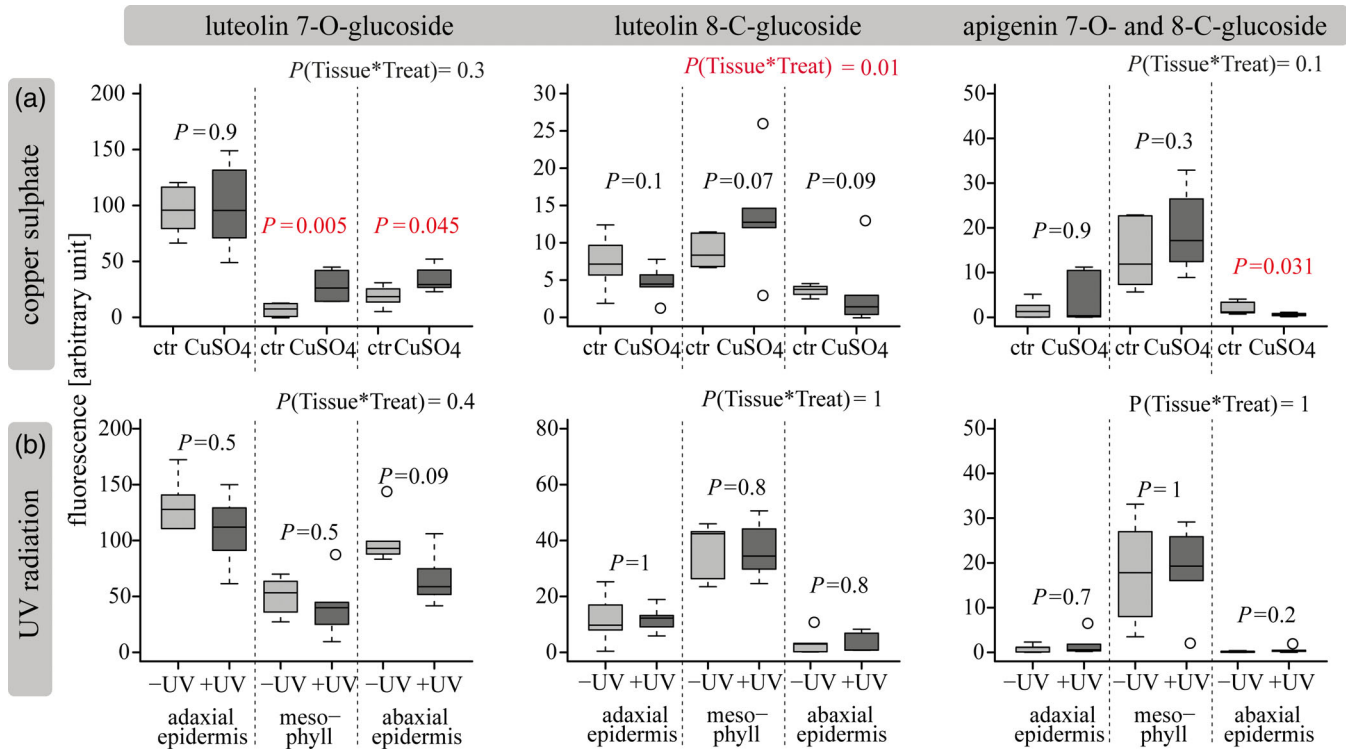 luteolin 7-O-glucoside
luteolin 8-C-glucoside
apigenin 7-O- and 8-C-glucoside
(a)
copper sulphate
fluorescence [arbitrary unit]
P(Tissue*Treat)= 0.3
200
150
100
50
0
P=0.9
P=0.005
P=0.045
ctr CuSO4 ctr CuSO4 ctr CuSO4
P(Tissue*Treat) = 0.01
30
25
20
15
10
5
0
P=0.1
P=0.07
P=0.09
ctr CuSO4 ctr CuSO4 ctr CuSO4
P(Tissue*Treat)= 0.1
50
40
30
20
10
0
P=0.9
P=0.3
P=0.031
ctr CuSO4 ctr CuSO4 ctr CuSO4
(b)
UV radiation
P(Tissue*Treat)= 0.4
200
150
100
50
0
P=0.5
P=0.5
P=0.09
−UV +UV −UV +UV −UV +UV
adaxial epidermis
meso−phyll
abaxial epidermis
P(Tissue*Treat)= 1
80
60
40
20
0
P=1
P=0.8
P=0.8
−UV +UV −UV +UV −UV +UV
adaxial epidermis
meso−phyll
abaxial epidermis
P(Tissue*Treat)= 1
50
40
30
20
10
0
P=0.7
P=1
P=0.2
−UV +UV −UV +UV −UV +UV
adaxial epidermis
meso−phyll
abaxial epidermis